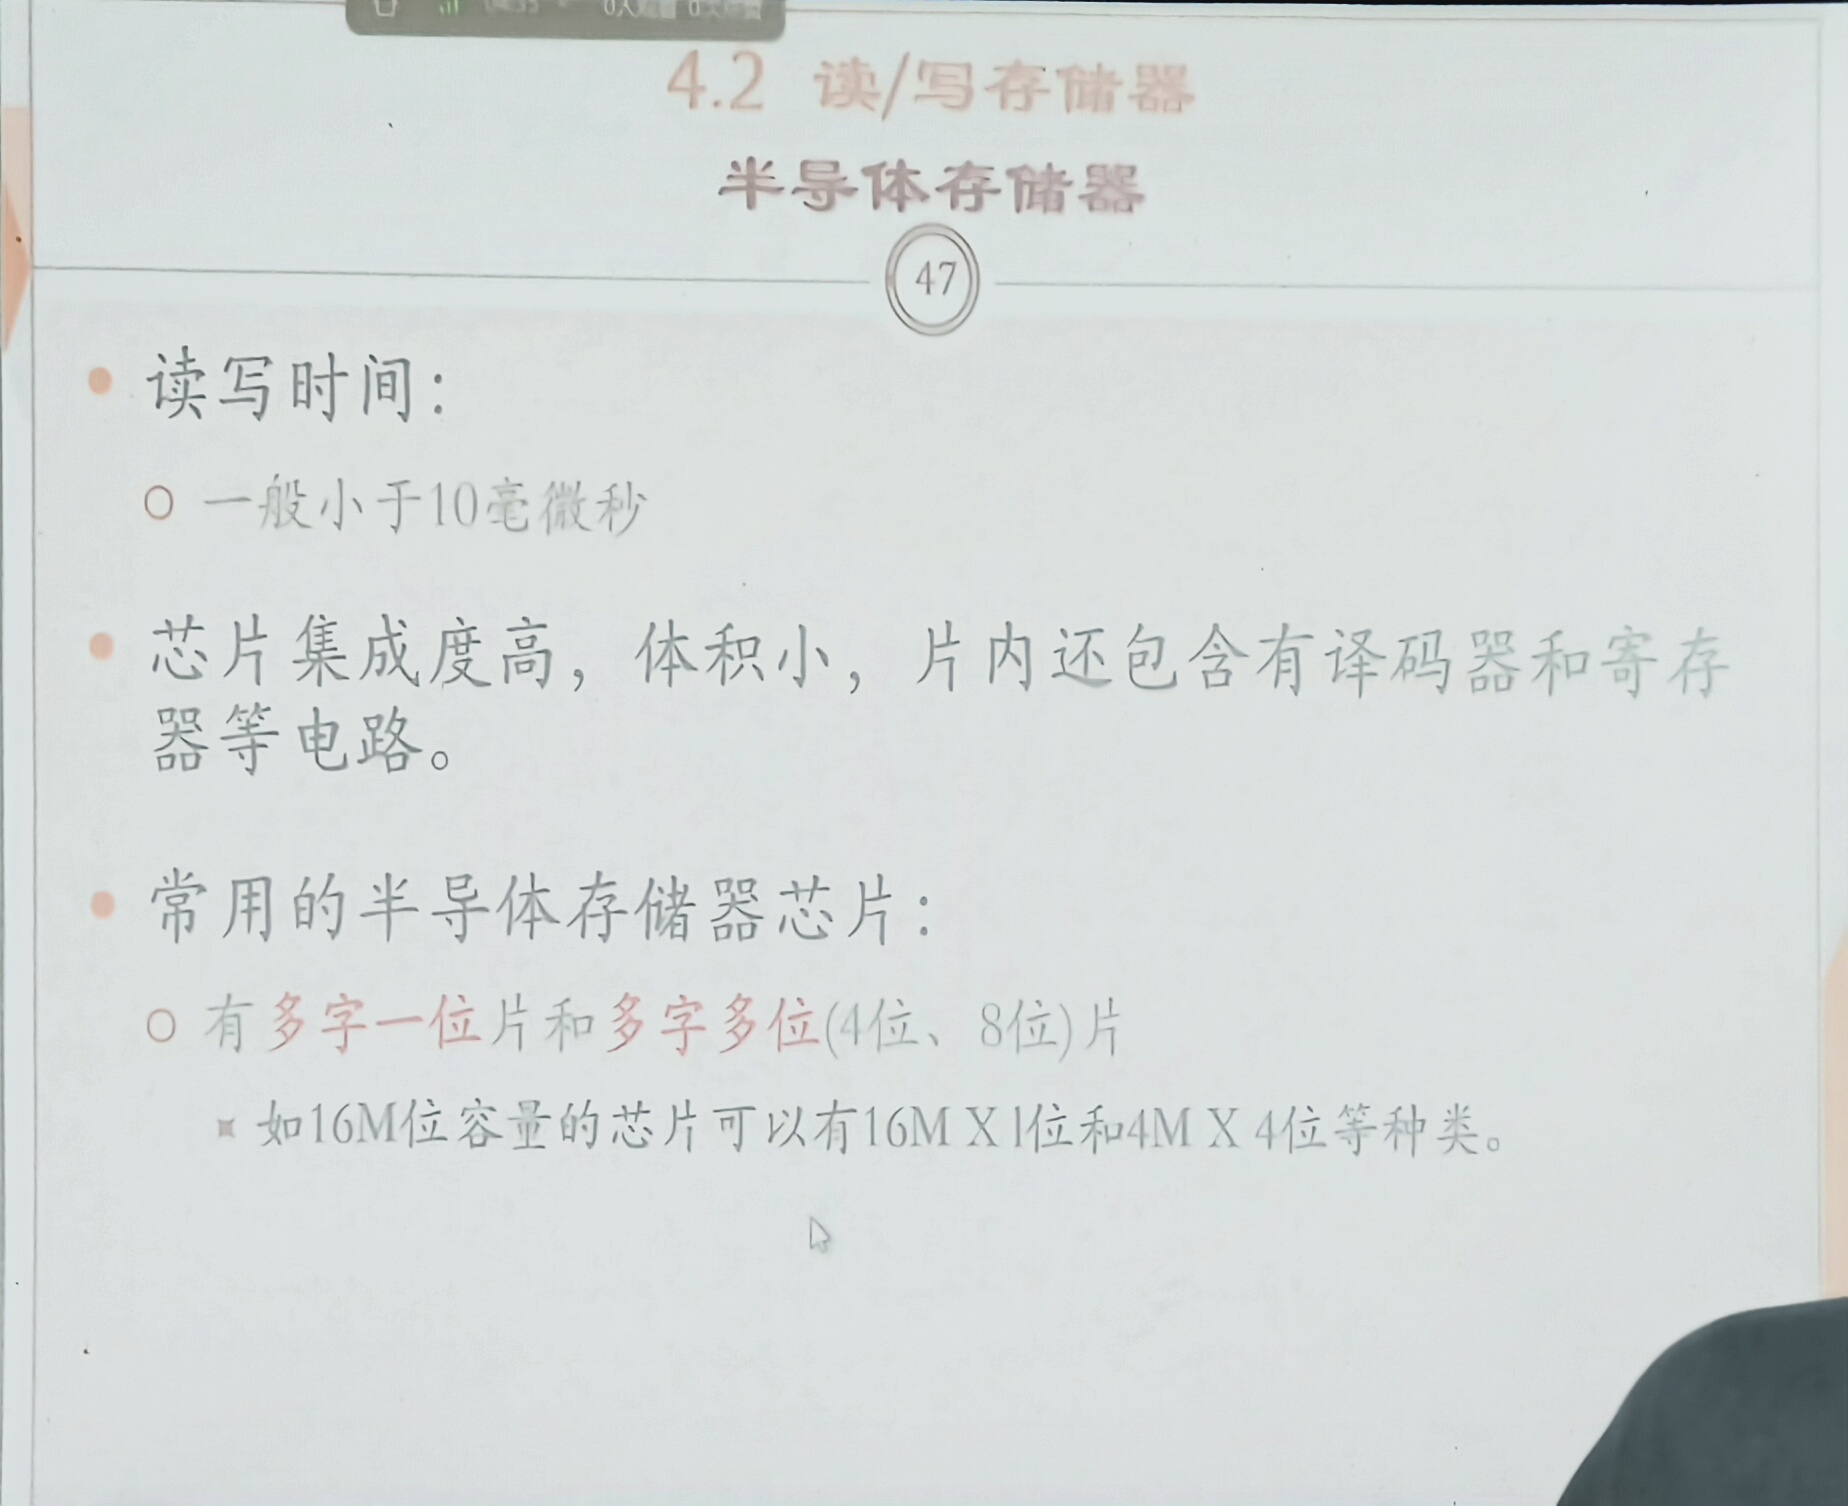 4.2 读/写存储器
半导体存储器
47
• 读写时间：
○ 一般小于10毫微秒
• 芯片集成度高，体积小，片内还包含有译码器和寄存
器等电路。
• 常用的半导体存储器芯片：
○ 有多字一位片和多字多位(4位、8位)片
¤ 如16M位容量的芯片可以有16M X 1位和4M X 4位等种类。